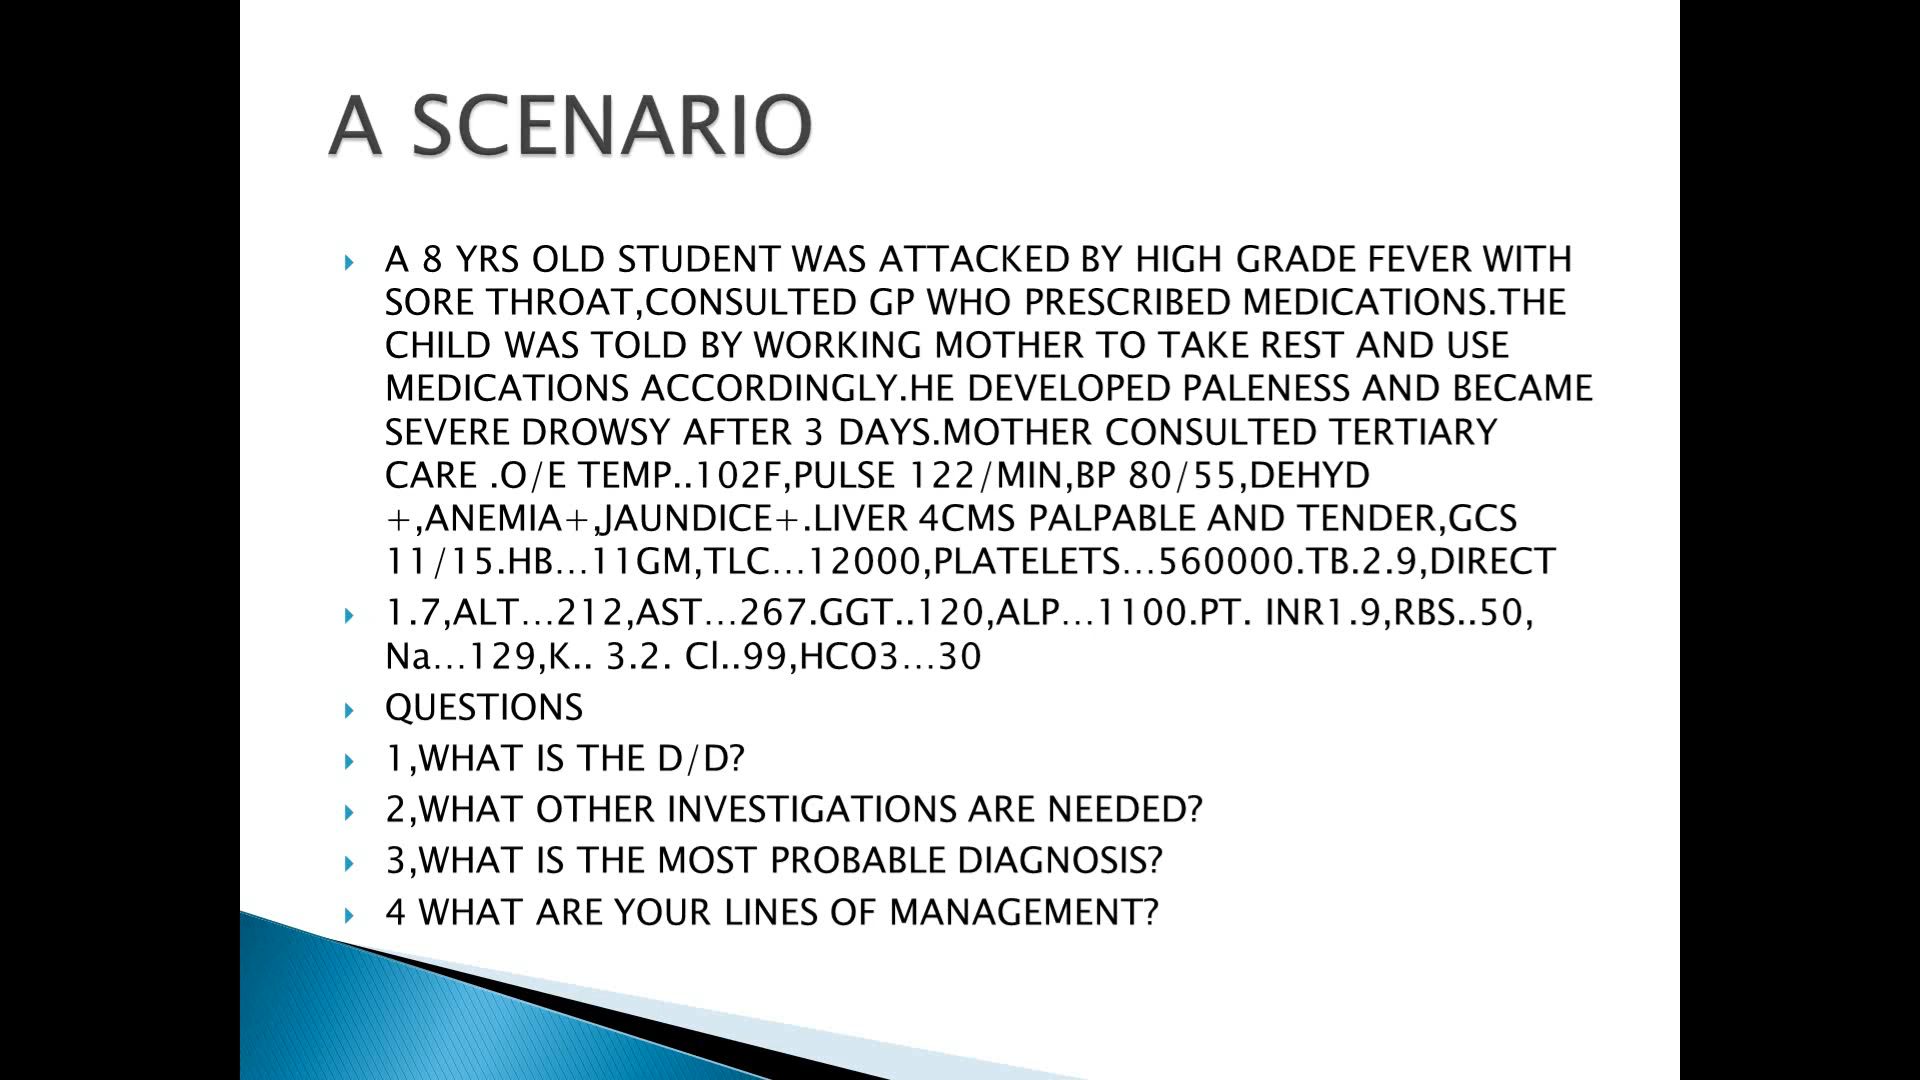 A SCENARIO
A 8 YRS OLD STUDENT WAS ATTACKED BY HIGH GRADE FEVER WITH
SORE THROAT,CONSULTED GP WHO PRESCRIBED MEDICATIONS.THE
CHILD WAS TOLD BY WORKING MOTHER TO TAKE REST AND USE
MEDICATIONS ACCORDINGLY.HE DEVELOPED PALENESS AND BECAME
SEVERE DROWSY AFTER 3 DAYS.MOTHER CONSULTED TERTIARY
CARE .O/E TEMP..102F,PULSE 122/MIN,BP 80/55,DEHYD
+,ANEMIA+,JAUNDICE+.LIVER 4CMS PALPABLE AND TENDER,GCS
11/15.HB...11GM,TLC...12000,PLATELETS...560000.TB.2.9,DIRECT
1.7,ALT...212,AST...267.GGT..120,ALP...1100.PT. INR1.9,RBS..50,
Na...129,K.. 3.2. Cl..99,HCO3...30
QUESTIONS
1,WHAT IS THE D/D?
2,WHAT OTHER INVESTIGATIONS ARE NEEDED?
3,WHAT IS THE MOST PROBABLE DIAGNOSIS?
4 WHAT ARE YOUR LINES OF MANAGEMENT?